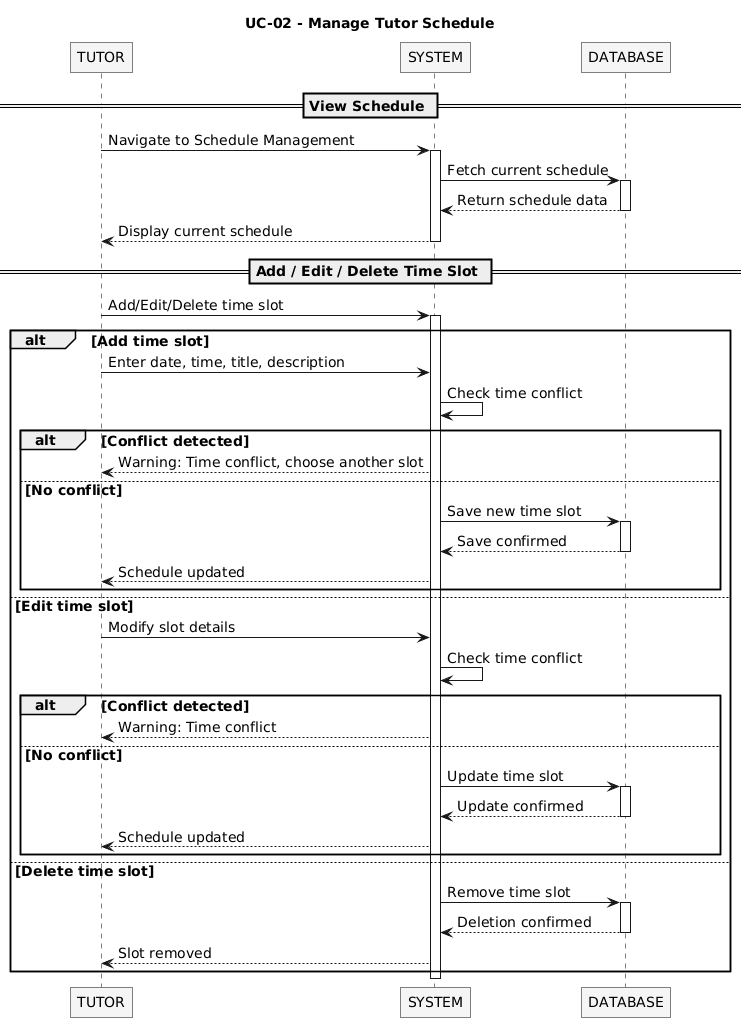 UC-02 - Manage Tutor Schedule
TUTOR
SYSTEM
DATABASE
View Schedule
Navigate to Schedule Management
Fetch current schedule
Return schedule data
Display current schedule
Add / Edit / Delete Time Slot
Add/Edit/Delete time slot
alt
[Add time slot]
Enter date, time, title, description
Check time conflict
alt
[Conflict detected]
Warning: Time conflict, choose another slot
[No conflict]
Save new time slot
Save confirmed
Schedule updated
[Edit time slot]
Modify slot details
Check time conflict
alt
[Conflict detected]
Warning: Time conflict
[No conflict]
Update time slot
Update confirmed
Schedule updated
[Delete time slot]
Remove time slot
Deletion confirmed
Slot removed
TUTOR
SYSTEM
DATABASE